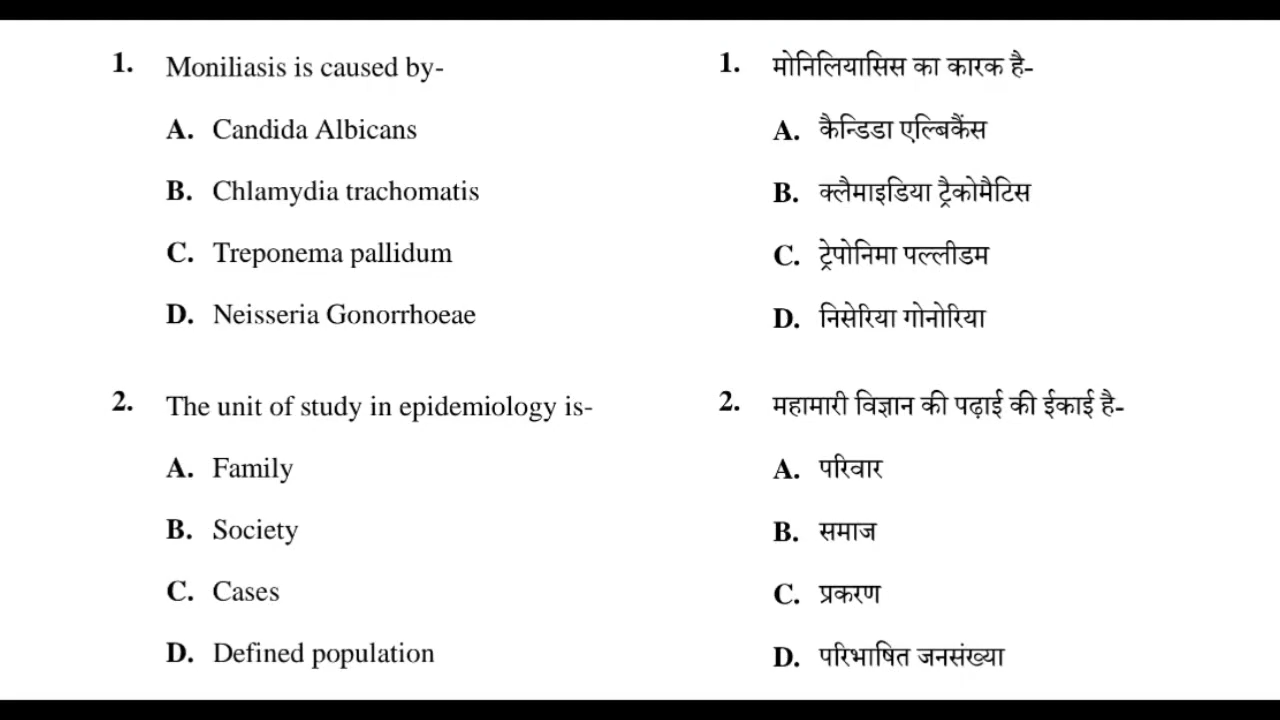 1. Moniliasis is caused by-
A. Candida Albicans
B. Chlamydia trachomatis
C. Treponema pallidum
D. Neisseria Gonorrhoeae
2. The unit of study in epidemiology is-
A. Family
B. Society
C. Cases
D. Defined population
1. मोनिलियासिस का कारक है-
A. कैन्डिडा एल्बिकैंस
B. क्लैमाइडिया ट्रैकोमैटिस
C. ट्रेपोनिमा पल्लीडम
D. निसेरिया गोनोरिया
2. महामारी विज्ञान की पढ़ाई की ईकाई है-
A. परिवार
B. समाज
C. प्रकरण
D. परिभाषित जनसंख्या